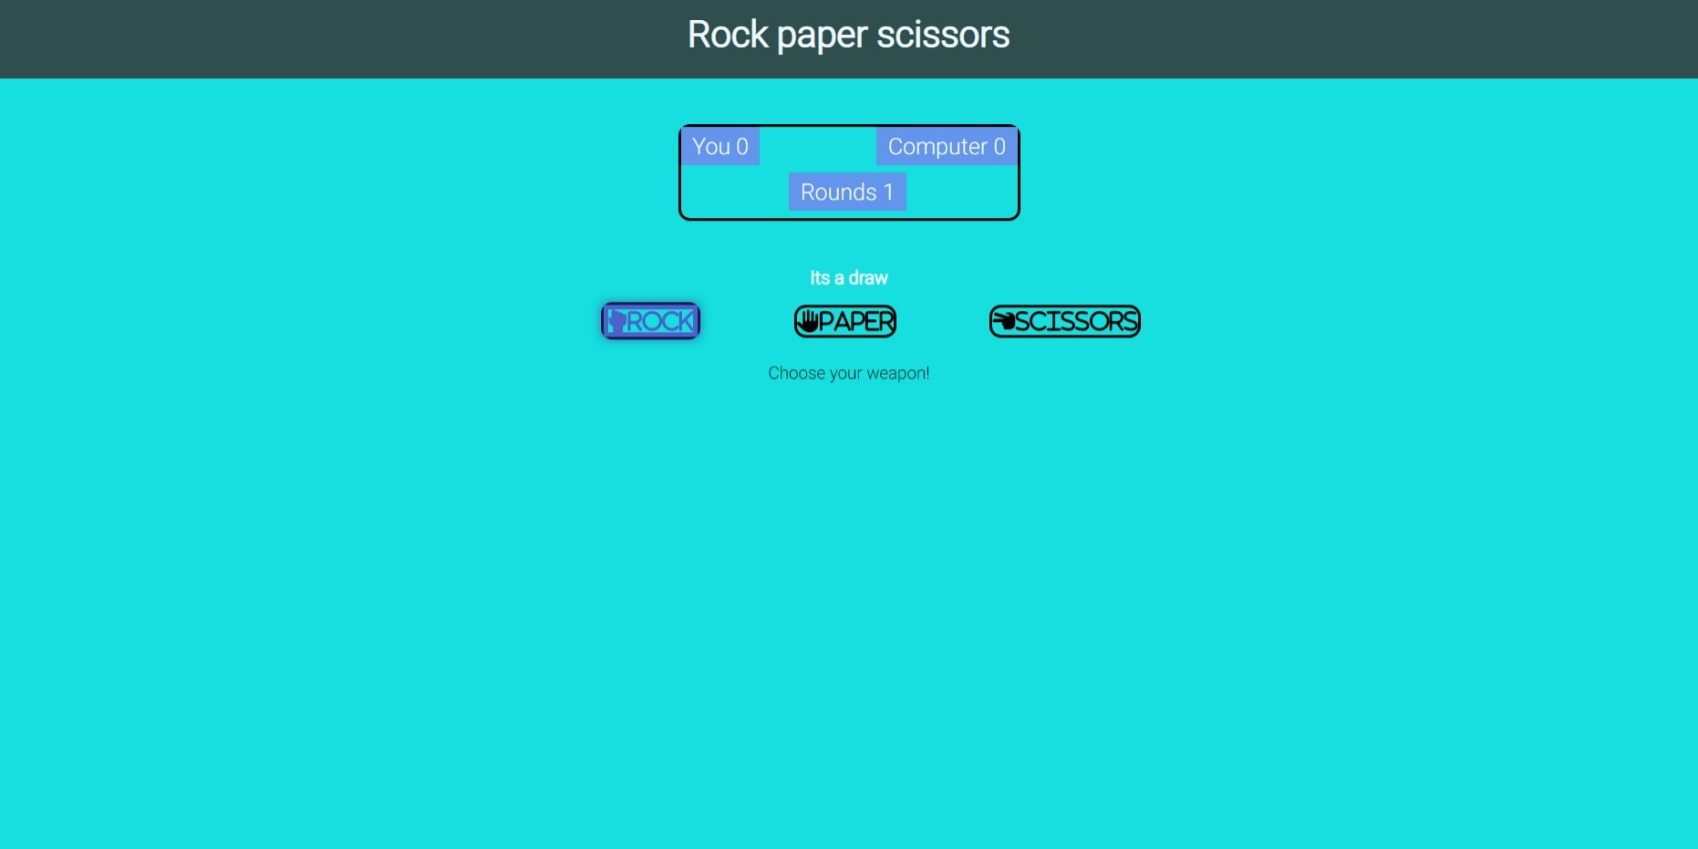 Rock paper scissors
You 0 Computer 0
Rounds 1
Its a draw
ROCK PAPER SCISSORS
Choose your weapon!